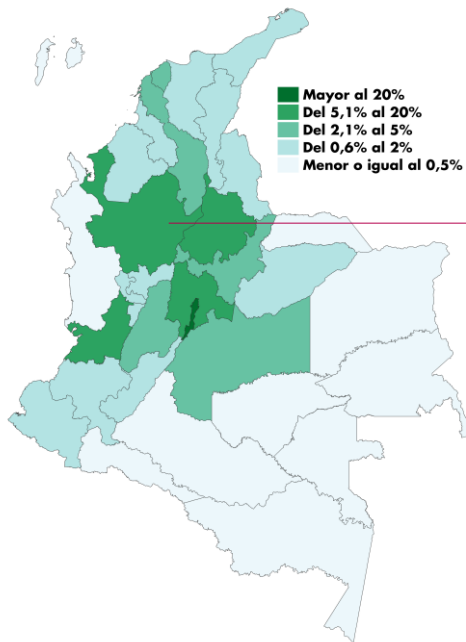 Mayor al 20%
Del 5,1% al 20%
Del 2,1% al 5%
Del 0,6% al 2%
Menor o igual al 0,5%